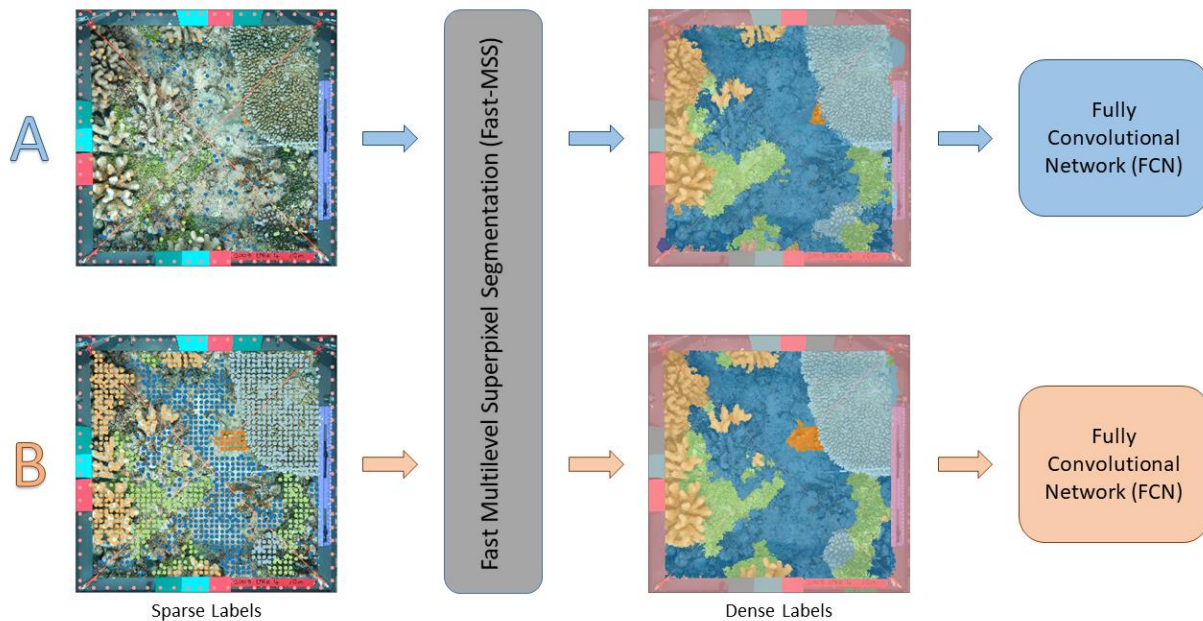 A
Fast Multilevel Superpixel Segmentation (Fast-MSS)
Fully
Convolutional
Network (FCN)
B
Fully
Convolutional
Network (FCN)
Sparse Labels
Dense Labels